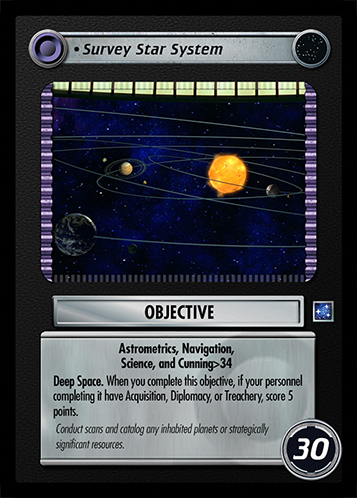 • Survey Star System
OBJECTIVE
Astrometrics, Navigation,
Science, and Cunning>34
Deep Space. When you complete this objective, if your personnel
completing it have Acquisition, Diplomacy, or Treachery, score 5
points.
Conduct scans and catalog any inhabited planets or strategically
significant resources.
30